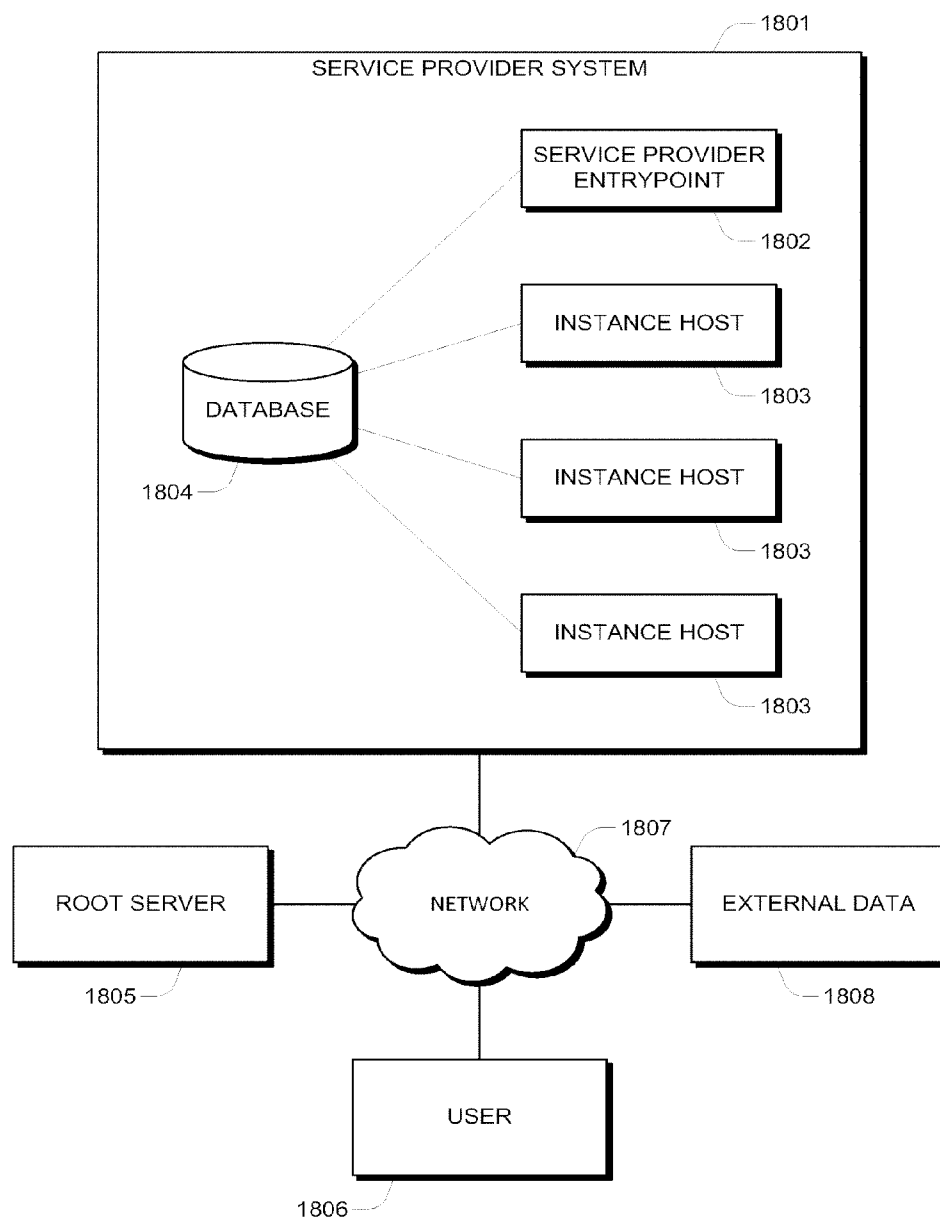 1801
SERVICE PROVIDER SYSTEM
SERVICE PROVIDER
ENTRYPOINT
1802
INSTANCE HOST
1803
DATABASE
1804
INSTANCE HOST
1803
INSTANCE HOST
1803
1807
ROOT SERVER
NETWORK
EXTERNAL DATA
1805
1808
USER
1806